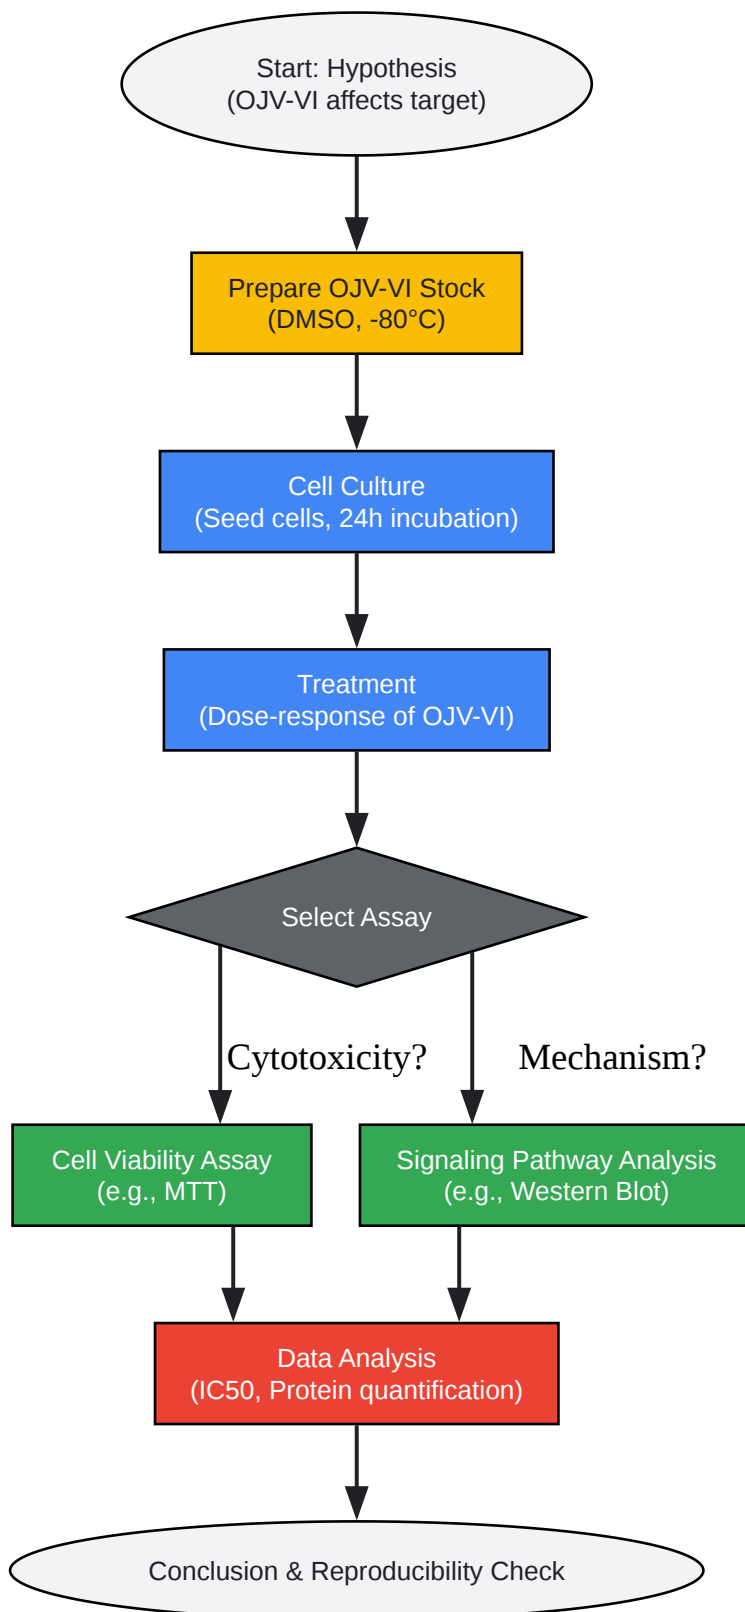 Start: Hypothesis
(OJV-VI affects target)
Prepare OJV-VI Stock
(DMSO, -80°C)
Cell Culture
(Seed cells, 24h incubation)
Treatment
(Dose-response of OJV-VI)
Select Assay
Cytotoxicity?
Mechanism?
Cell Viability Assay
(e.g., MTT)
Signaling Pathway Analysis
(e.g., Western Blot)
Data Analysis
(IC50, Protein quantification)
Conclusion & Reproducibility Check